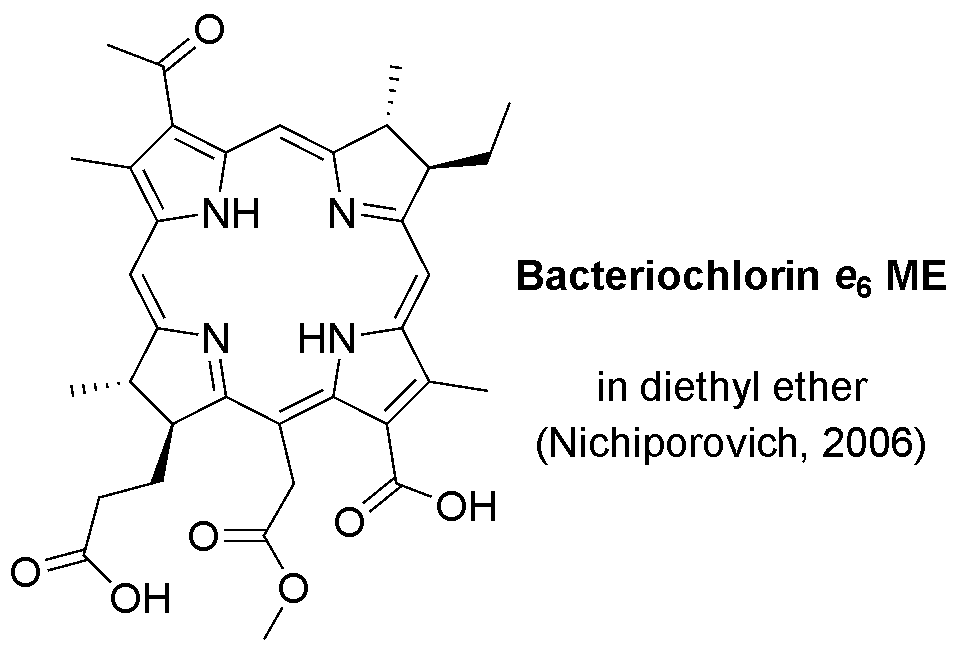 O
NH
N
Bacteriochlorin e6 ME
N
HN
in diethyl ether
(Nichiporovich, 2006)
O
O
OH
O
OH
O